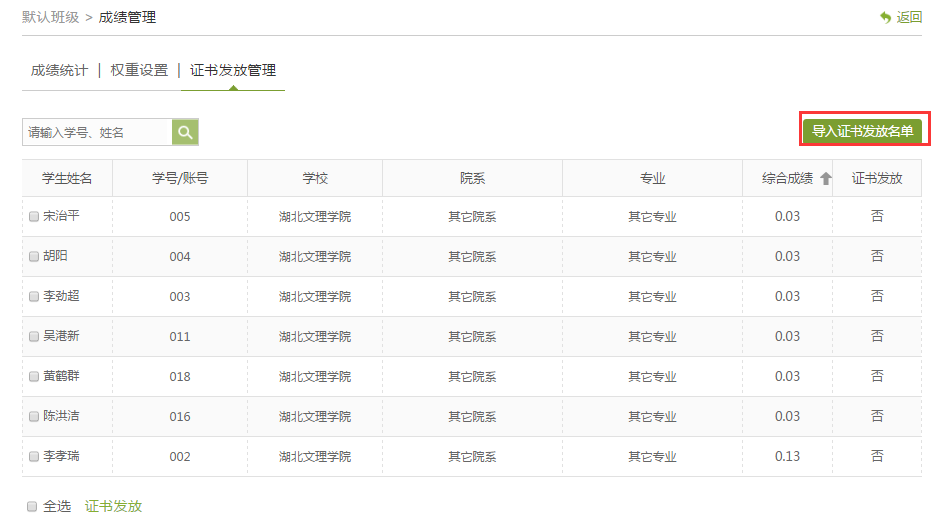 默认班级 > 成绩管理 返回
成绩统计 | 权重设置 | 证书发放管理
请输入学号、姓名 导入证书发放名单
学生姓名 学号/账号 学校 院系 专业 综合成绩 证书发放
宋治平 005 湖北文理学院 其它院系 其它专业 0.03 否
胡阳 004 湖北文理学院 其它院系 其它专业 0.03 否
李劲超 003 湖北文理学院 其它院系 其它专业 0.03 否
吴港新 011 湖北文理学院 其它院系 其它专业 0.03 否
黄鹤群 018 湖北文理学院 其它院系 其它专业 0.03 否
陈洪洁 016 湖北文理学院 其它院系 其它专业 0.03 否
李孝瑞 002 湖北文理学院 其它院系 其它专业 0.13 否
全选 证书发放